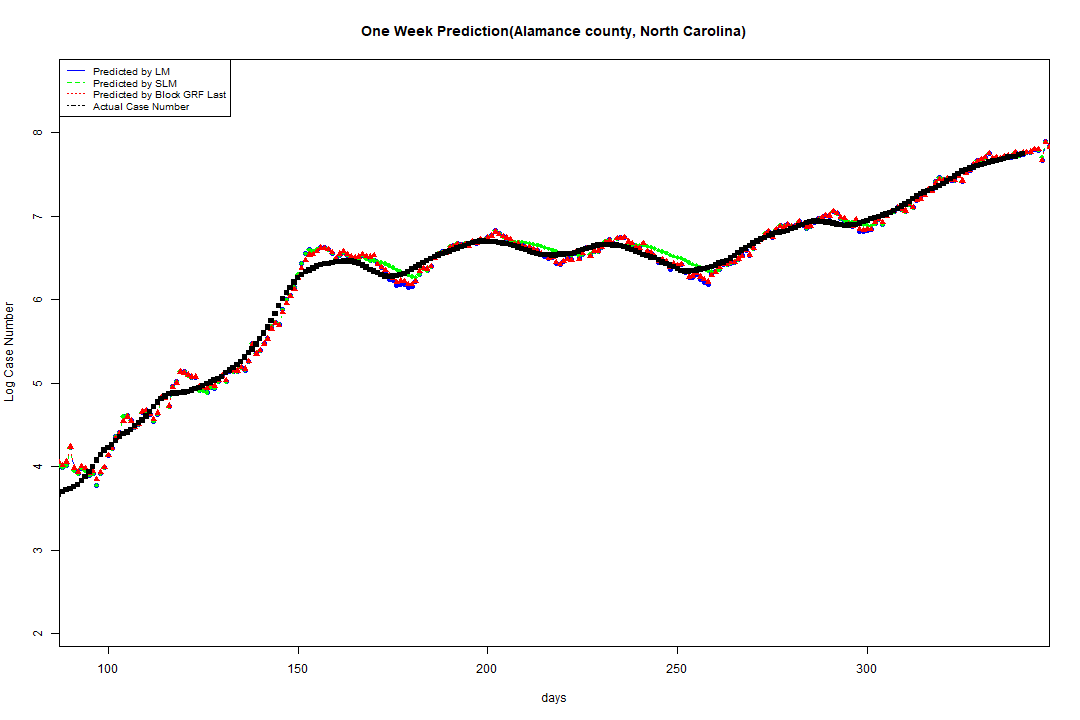 One Week Prediction(Alamance county, North Carolina)
Predicted by LM
Predicted by SLM
Predicted by Block GRF Last
Actual Case Number
8
7
6
5
4
3
2
Log Case Number
100 150 200 250 300
days